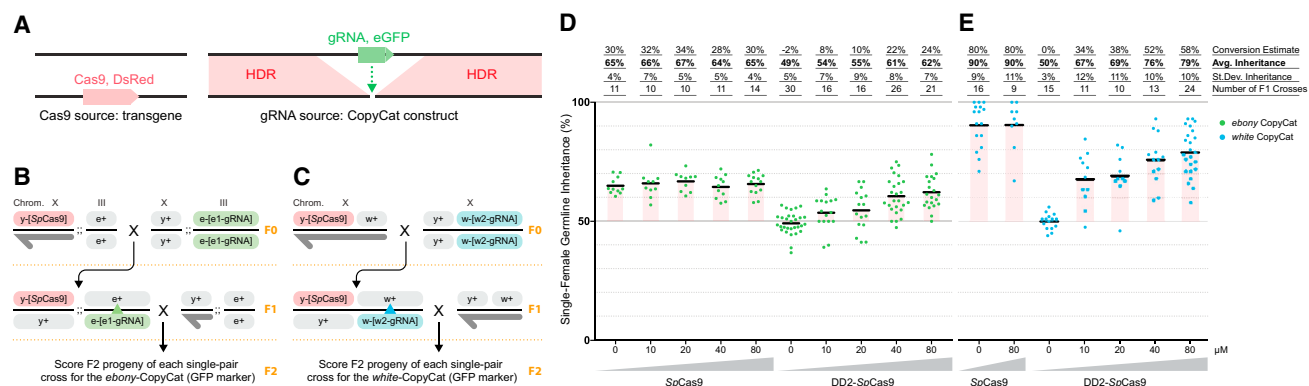 A
gRNA, eGFP
Cas9, DsRed
HDR
HDR
Cas9 source: transgene
gRNA source: CopyCat construct
B
Chrom. X III X III
y-[SpCas9] ;; e+ y+ ;; e-[e1-gRNA]
e+ X y+ e-[e1-gRNA] F0
y-[SpCas9] ;; e+ y+ ;; e+
y+ e-[e1-gRNA] X e+ F1
Score F2 progeny of each single-pair
cross for the ebony-CopyCat (GFP marker)
F2
C
Chrom. X X
y-[SpCas9] w+ y+ w-[w2-gRNA]
X y+ w-[w2-gRNA] F0
y-[SpCas9] w+ y+ w+
y+ w-[w2-gRNA] X F1
Score F2 progeny of each single-pair
cross for the white-CopyCat (GFP marker)
F2
D
30% 32% 34% 28% 30% -2% 8% 10% 22% 24%
65% 66% 67% 64% 65% 49% 54% 55% 61% 62%
4% 7% 5% 5% 4% 5% 7% 9% 7% 7%
11 10 10 11 14 30 16 16 26 21
Single-Female Germline Inheritance (%)
100
50
0
0 10 20 40 80 0 10 20 40 80
SpCas9 DD2-SpCas9
E
80% 80% 0% 34% 38% 52% 58% Conversion Estimate
90% 90% 50% 67% 69% 76% 79% Avg. Inheritance
9% 11% 3% 12% 11% 10% 10% St.Dev. Inheritance
16 9 15 11 10 13 24 Number of F1 Crosses
ebony CopyCat
white CopyCat
0 80 0 10 20 40 80 µM
SpCas9 DD2-SpCas9